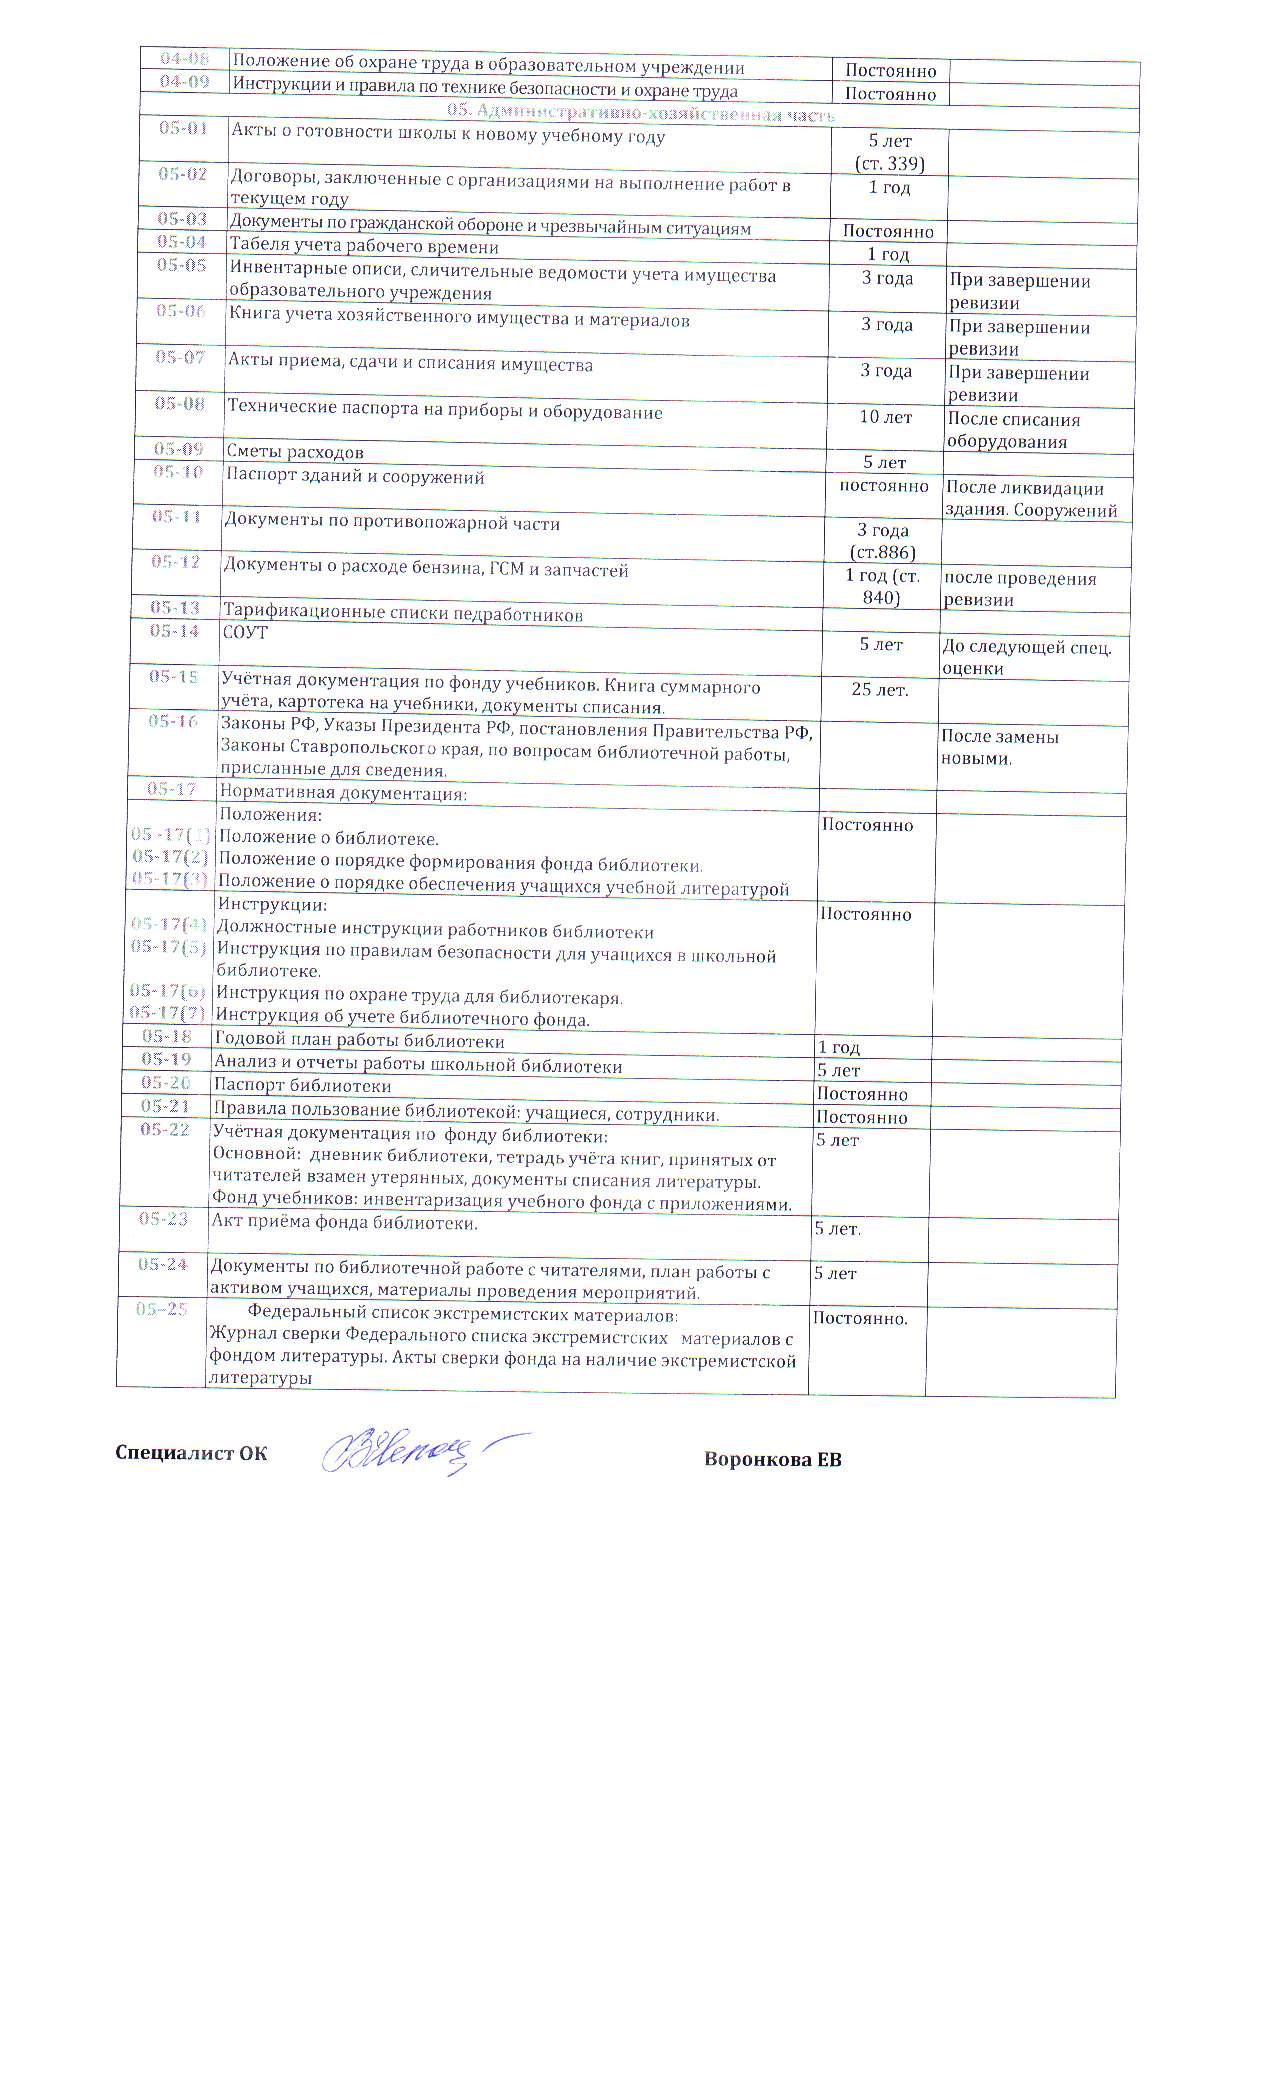 04-08 Положение об охране труда в образовательном учреждении Постоянно
04-09 Инструкции и правила по технике безопасности и охране труда Постоянно
05. Административно-хозяйственная часть
05-01 Акты о готовности школы к новому учебному году 5 лет
(ст. 339)
05-02 Договоры, заключенные с организациями на выполнение работ в 1 год
текущем году
05-03 Документы по гражданской обороне и чрезвычайным ситуациям Постоянно
05-04 Табеля учета рабочего времени 1 год
05-05 Инвентарные описи, сличительные ведомости учета имущества 3 года При завершении
образовательного учреждения ревизии
05-06 Книга учета хозяйственного имущества и материалов 3 года При завершении
ревизии
05-07 Акты приема, сдачи и списания имущества 3 года При завершении
ревизии
05-08 Технические паспорта на приборы и оборудование 10 лет После списания
оборудования
05-09 Сметы расходов 5 лет
05-10 Паспорт зданий и сооружений постоянно После ликвидации
здания. Сооружений
05-11 Документы по противопожарной части 3 года
(ст.886)
05-12 Документы о расходе бензина, ГСМ и запчастей 1 год (ст. после проведения
840) ревизии
05-13 Тарификационные списки педработников
05-14 СОУТ 5 лет До следующей спец.
оценки
05-15 Учётная документация по фонду учебников. Книга суммарного 25 лет.
учёта, картотека на учебники, документы списания.
05-16 Законы РФ, Указы Президента РФ, постановления Правительства РФ, После замены
Законы Ставропольского края, по вопросам библиотечной работы, новыми.
присланные для сведения.
05-17 Нормативная документация:
Положения: Постоянно
05 -17(1) Положение о библиотеке.
05-17(2) Положение о порядке формирования фонда библиотеки.
05-17(3) Положение о порядке обеспечения учащихся учебной литературой
Инструкции: Постоянно
05-17(4) Должностные инструкции работников библиотеки
05-17(5) Инструкция по правилам безопасности для учащихся в школьной
библиотеке.
05-17(6) Инструкция по охране труда для библиотекаря.
05-17(7) Инструкция об учете библиотечного фонда.
05-18 Годовой план работы библиотеки 1 год
05-19 Анализ и отчеты работы школьной библиотеки 5 лет
05-20 Паспорт библиотеки Постоянно
05-21 Правила пользование библиотекой: учащиеся, сотрудники. Постоянно
05-22 Учётная документация по фонду библиотеки: 5 лет
Основной: дневник библиотеки, тетрадь учёта книг, принятых от
читателей взамен утерянных, документы списания литературы.
Фонд учебников: инвентаризация учебного фонда с приложениями.
05-23 Акт приёма фонда библиотеки. 5 лет.
05-24 Документы по библиотечной работе с читателями, план работы с 5 лет
активом учащихся, материалы проведения мероприятий.
05-25 Федеральный список экстремистских материалов: Постоянно.
Журнал сверки Федерального списка экстремистских материалов с
фондом литературы. Акты сверки фонда на наличие экстремистской
литературы
Специалист ОК Воронкова ЕВ